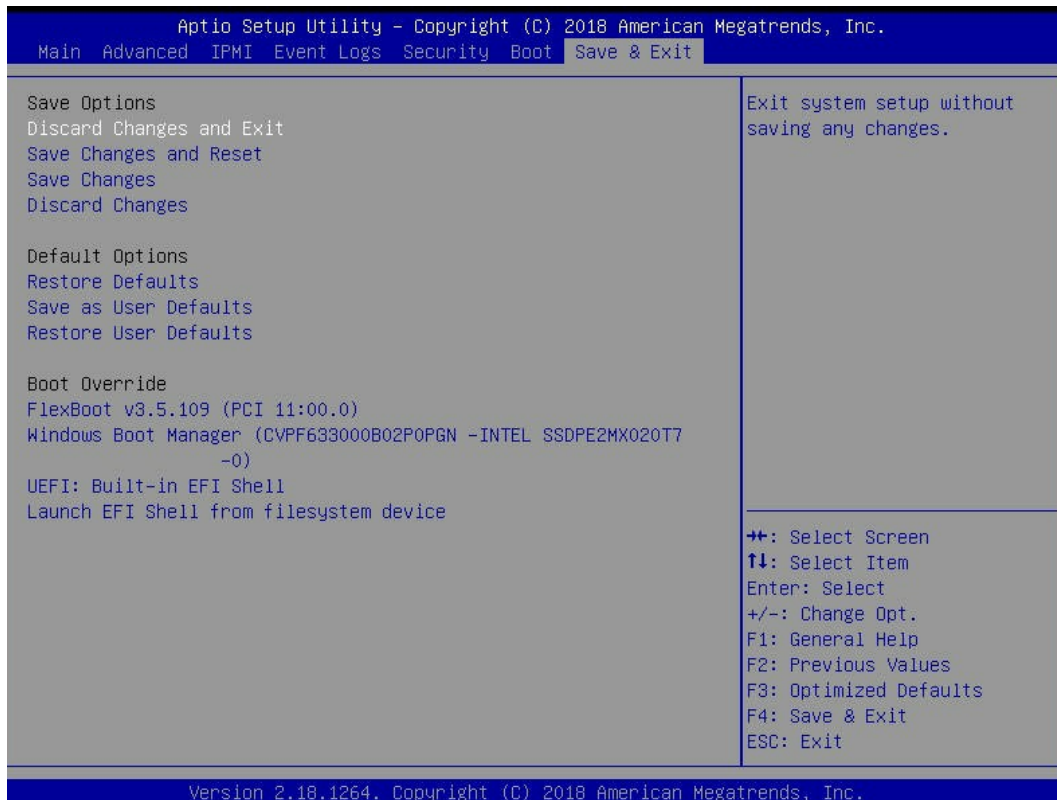 Aptio Setup Utility – Copyright (C) 2018 American Megatrends, Inc.
Main Advanced IPMI Event Logs Security Boot Save & Exit
Save Options
Discard Changes and Exit
Save Changes and Reset
Save Changes
Discard Changes
Default Options
Restore Defaults
Save as User Defaults
Restore User Defaults
Boot Override
FlexBoot v3.5.109 (PCI 11:00.0)
Windows Boot Manager (CVPF633000B02P0PGN -INTEL SSDPE2MX020T7
-0)
UEFI: Built-in EFI Shell
Launch EFI Shell from filesystem device
Exit system setup without
saving any changes.
→←: Select Screen
↑↓: Select Item
Enter: Select
+/-: Change Opt.
F1: General Help
F2: Previous Values
F3: Optimized Defaults
F4: Save & Exit
ESC: Exit
Version 2.18.1264. Copyright (C) 2018 American Megatrends, Inc.